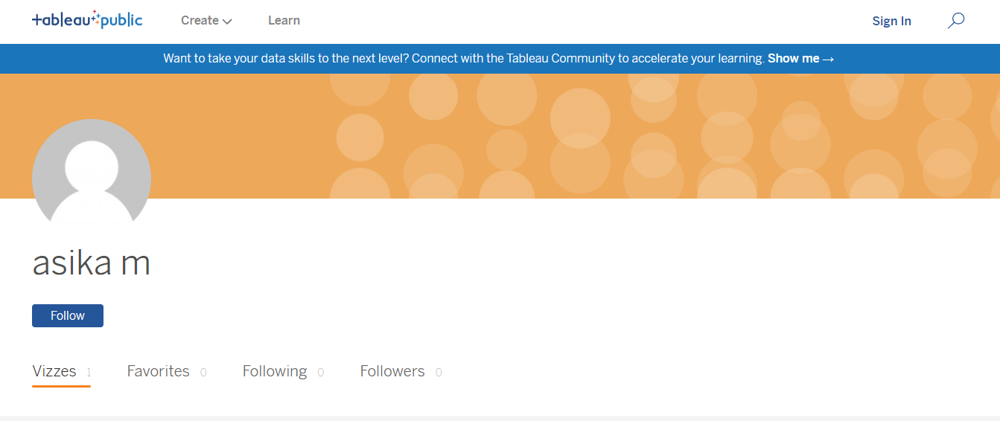 tableau public
Create
Learn
Sign In
Want to take your data skills to the next level? Connect with the Tableau Community to accelerate your learning. Show me →
asika m
Follow
Vizzes 1
Favorites 0
Following 0
Followers 0